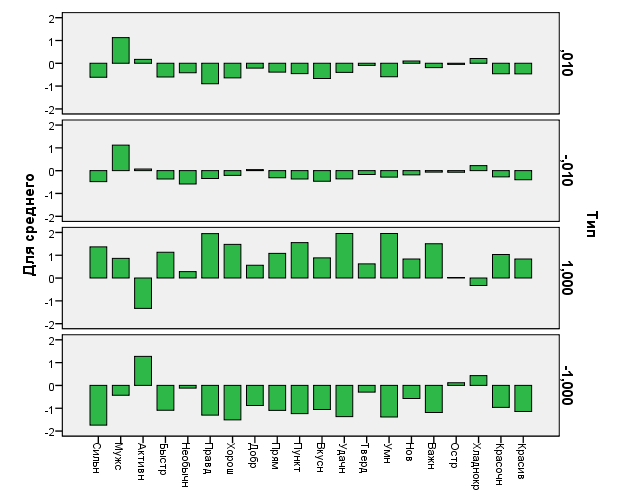 2
1
0
-1
-2
,010
2
1
0
-1
-2
-,010
2
1
0
-1
-2
1,000
2
1
0
-1
-2
-1,000
Для среднего
Тип
Сильн
Мужс
Активн
Быстр
Необычн
Правд
Хорош
Добр
Прям
Пункт
Вкусн
Удачн
Тверд
Умн
Нов
Важн
Остр
Хладнокр
Красочн
Красив